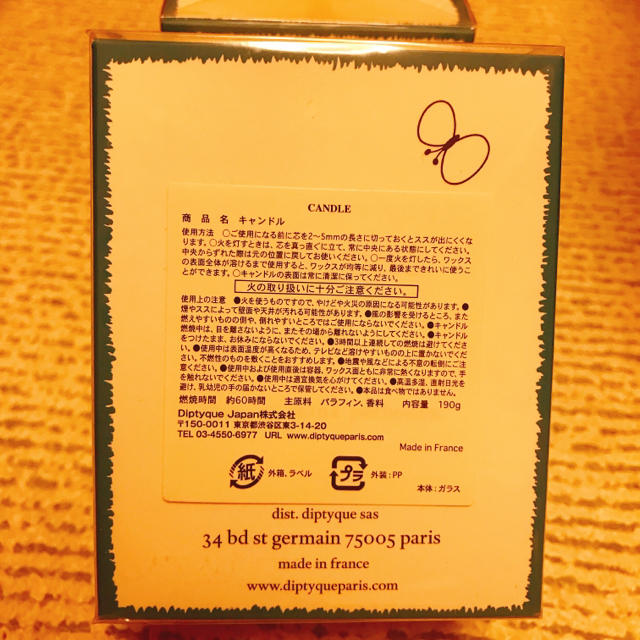 CANDLE
商品名 キャンドル
使用方法 ○ご使用になる前に芯を2〜5mmの長さに切っておくとススが出にくくな
ります。○火を灯すときは、芯を真っ直ぐに立て、常に中央にある状態にしてください。
中央からずれた際は元の位置に戻してお使いください。○一度火を灯したら、ワックス
の表面全体が溶けるまで使用すると、ワックスが均等に減り、最後まできれいに使うこ
とができます。○キャンドルの表面は常に清潔に保ってください。
火の取り扱いに十分ご注意ください。
使用上の注意 ●火を使うものですので、やけどや火災の原因になる可能性があります。●
煙やススによって壁面や天井が汚れる可能性があります。●風の影響を受けるところ、また
燃えやすいものの側や、倒れやすいところではご使用にならないでください。●キャンドル
燃焼中は、目を離さないように、またその場から離れないようにしてください。●キャンドル
をつけたまま、お休みにならないでください。●3時間以上連続しての燃焼は避けてくださ
い。●使用中は表面温度が高くなるため、テレビなど溶けやすいものの上に置かないでくだ
さい。不燃性のものを敷くことをおすすめします。●地震や風などによる不意の転倒にご注
意ください。●使用中および使用直後は容器、ワックス面ともに非常に熱くなりますので、手
を触れないでください。●使用中は適宜換気を心がけてください。●高温多湿、直射日光を
避け、乳幼児の手の届かないところで保管してください。●本品は食べ物ではありません。
燃焼時間 約60時間 主原料 パラフィン、香料 内容量 190g
Diptyque Japan株式会社
〒150-0011 東京都渋谷区東3-14-20
TEL 03-4550-6977 URL www.diptyqueparis.com
Made in France
紙 外箱、ラベル プラ 外装:PP 本体:ガラス
dist. diptyque sas
34 bd st germain 75005 paris
made in france
www.diptyqueparis.com